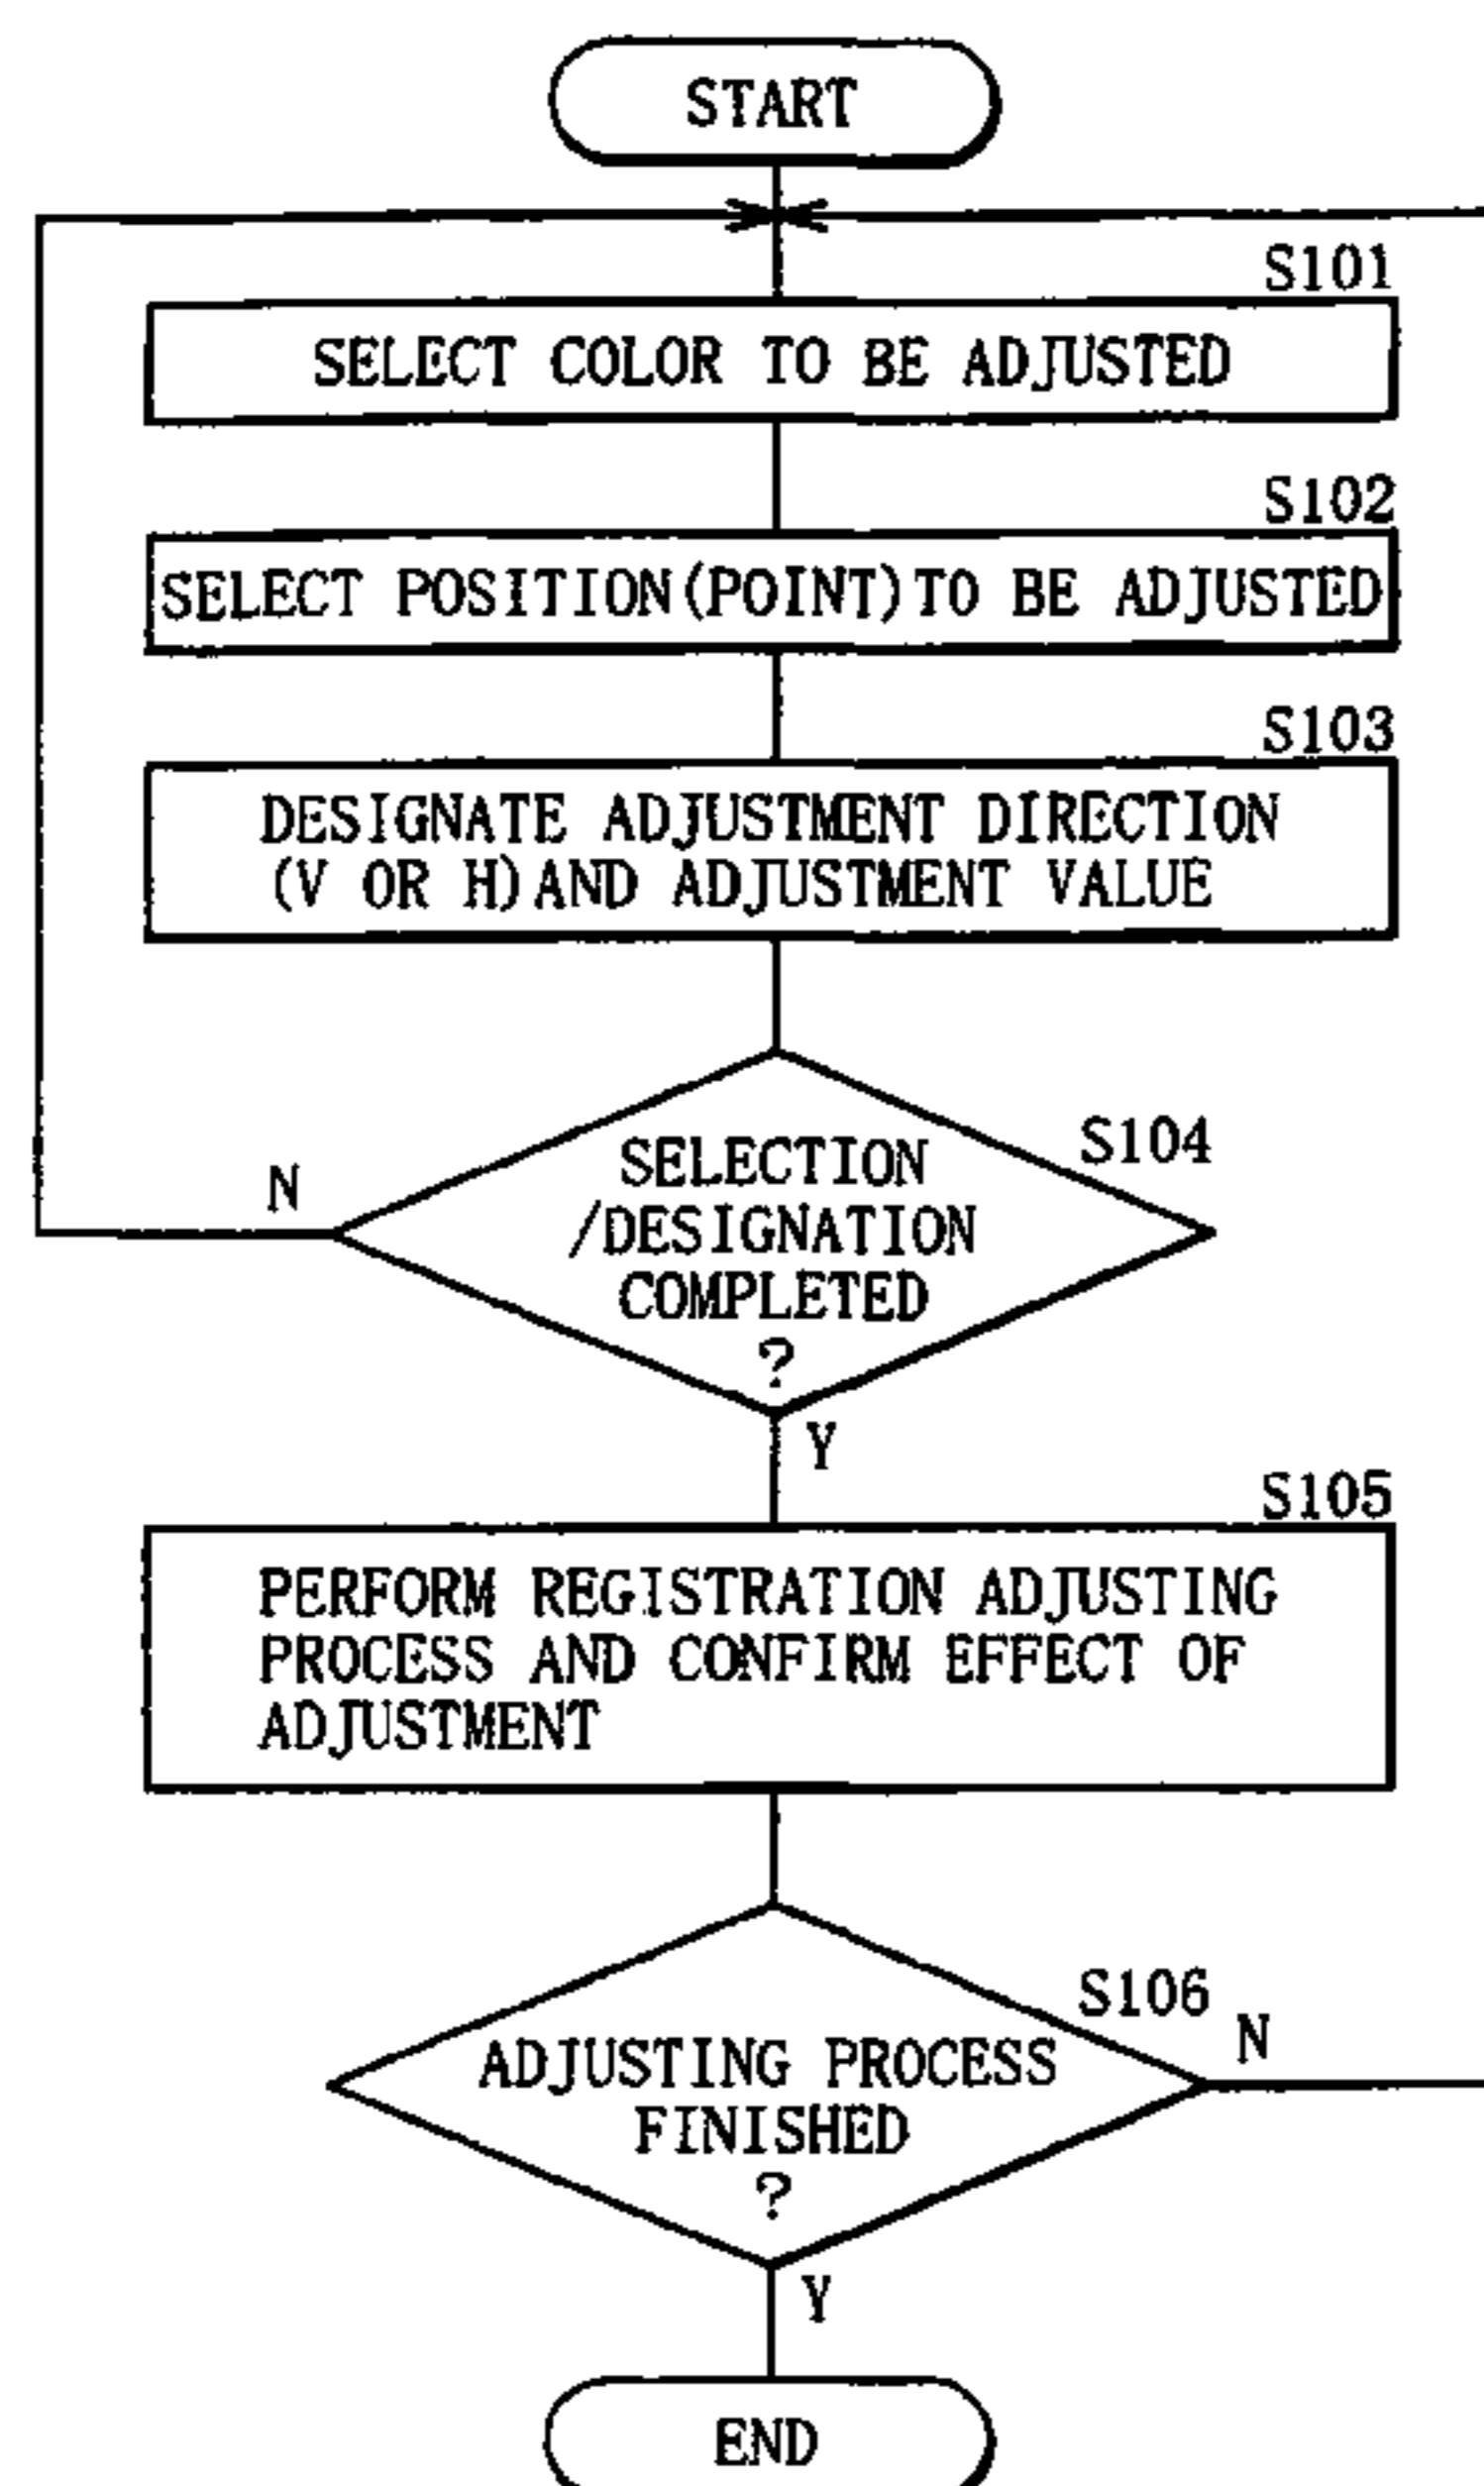 START
S101
SELECT COLOR TO BE ADJUSTED
S102
SELECT POSITION(POINT)TO BE ADJUSTED
S103
DESIGNATE ADJUSTMENT DIRECTION
(V OR H)AND ADJUSTMENT VALUE
S104
N
SELECTION
/DESIGNATION
COMPLETED
?
Y
S105
PERFORM REGISTRATION ADJUSTING
PROCESS AND CONFIRM EFFECT OF
ADJUSTMENT
S106
N
ADJUSTING PROCESS
FINISHED
?
Y
END